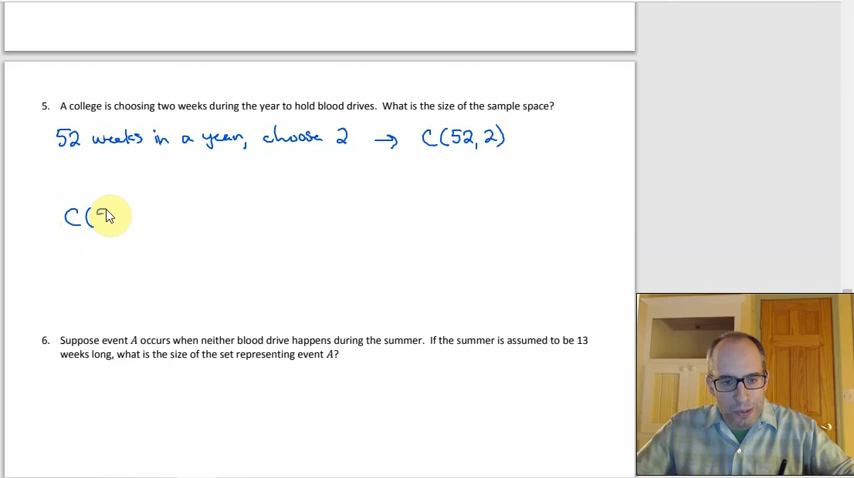 5. A college is choosing two weeks during the year to hold blood drives. What is the size of the sample space?
52 weeks in a year, choose 2 → C(52, 2)
C(
6. Suppose event A occurs when neither blood drive happens during the summer. If the summer is assumed to be 13
weeks long, what is the size of the set representing event A?